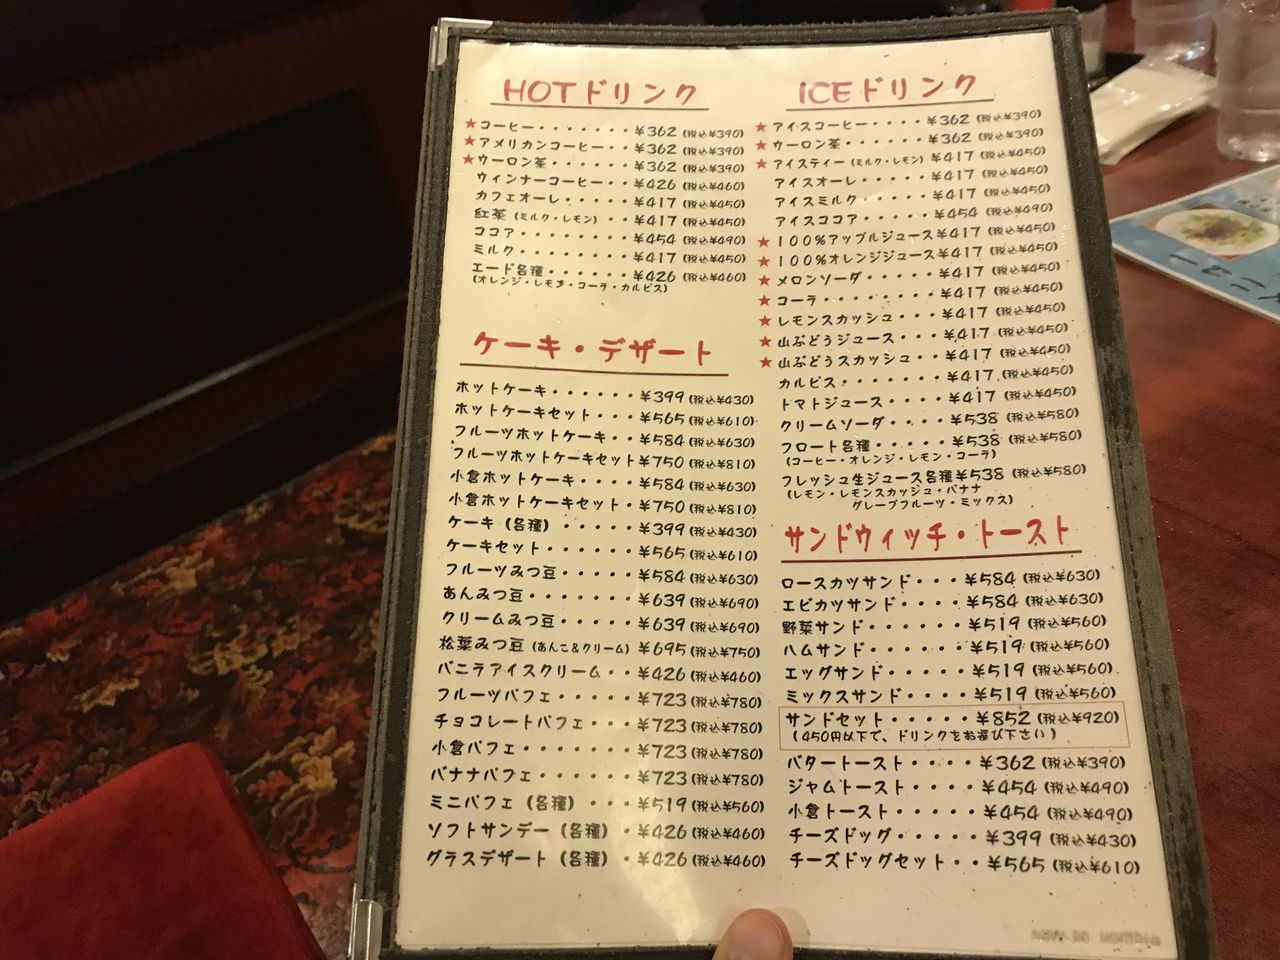 HOTドリンク
★コーヒー・・・・・・・¥362(税込¥390)
★アメリカンコーヒー・・¥362(税込¥390)
★ウーロン茶・・・・・・¥362(税込¥390)
ウィンナーコーヒー・・¥426(税込¥460)
カフェオーレ・・・・・¥417(税込¥450)
紅茶(ミルク・レモン)・・¥417(税込¥450)
ココア・・・・・・・・¥454(税込¥490)
ミルク・・・・・・・・¥417(税込¥450)
エード各種・・・・・・¥426(税込¥460)
(オレンジ・レモン・コーラ・カルピス)
ケーキ・デザート
ホットケーキ・・・・・・¥399(税込¥430)
ホットケーキセット・・・¥565(税込¥610)
フルーツホットケーキ・・¥584(税込¥630)
フルーツホットケーキセット¥750(税込¥810)
小倉ホットケーキ・・・・¥584(税込¥630)
小倉ホットケーキセット・¥750(税込¥810)
ケーキ(各種)・・・・・¥399(税込¥430)
ケーキセット・・・・・・¥565(税込¥610)
フルーツみつ豆・・・・・¥584(税込¥630)
あんみつ豆・・・・・・・¥639(税込¥690)
クリームみつ豆・・・・・¥639(税込¥690)
松葉みつ豆(あんこ&クリーム)¥695(税込¥750)
バニラアイスクリーム・・¥426(税込¥460)
フルーツパフェ・・・・・¥723(税込¥780)
チョコレートパフェ・・・¥723(税込¥780)
小倉パフェ・・・・・・・¥723(税込¥780)
バナナパフェ・・・・・・¥723(税込¥780)
ミニパフェ(各種)・・・¥519(税込¥560)
ソフトサンデー(各種)・¥426(税込¥460)
グラスデザート(各種)・¥426(税込¥460)
ICEドリンク
★アイスコーヒー・・・・¥362(税込¥390)
★ウーロン茶・・・・・・¥362(税込¥390)
★アイスティー(ミルク・レモン)¥417(税込¥450)
アイスオーレ・・・・・¥417(税込¥450)
アイスミルク・・・・・¥417(税込¥450)
アイスココア・・・・・¥454(税込¥490)
★100%アップルジュース¥417(税込¥450)
★100%オレンジジュース¥417(税込¥450)
★メロンソーダ・・・・・¥417(税込¥450)
★コーラ・・・・・・・・¥417(税込¥450)
★レモンスカッシュ・・・¥417(税込¥450)
★山ぶどうジュース・・・¥417(税込¥450)
★山ぶどうスカッシュ・・¥417(税込¥450)
カルピス・・・・・・・¥417(税込¥450)
トマトジュース・・・・¥417(税込¥450)
クリームソーダ・・・・¥538(税込¥580)
フロート各種・・・・・¥538(税込¥580)
(コーヒー・オレンジ・レモン・コーラ)
フレッシュ生ジュース各種¥538(税込¥580)
(レモン・レモンスカッシュ・バナナ
グレープフルーツ・ミックス)
サンドウィッチ・トースト
ロースカツサンド・・・¥584(税込¥630)
エビカツサンド・・・・¥584(税込¥630)
野菜サンド・・・・・・¥519(税込¥560)
ハムサンド・・・・・・¥519(税込¥560)
エッグサンド・・・・・¥519(税込¥560)
ミックスサンド・・・・¥519(税込¥560)
サンドセット・・・・・¥852(税込¥920)
(450円以下で、ドリンクをお選び下さい)
バタートースト・・・・¥362(税込¥390)
ジャムトースト・・・・¥454(税込¥490)
小倉トースト・・・・・¥454(税込¥490)
チーズドッグ・・・・・¥399(税込¥430)
チーズドッグセット・・¥565(税込¥610)